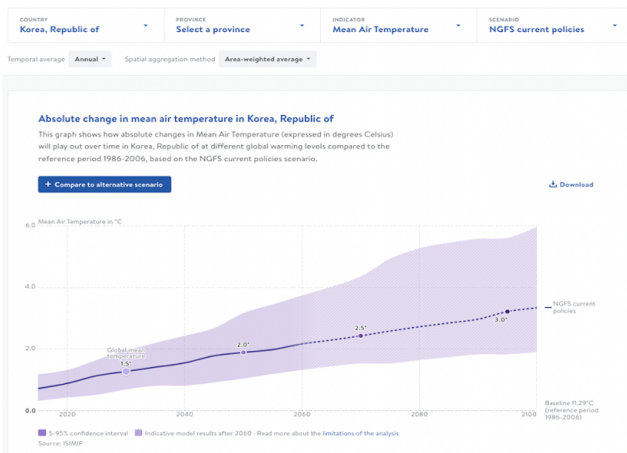 COUNTRY
Korea, Republic of
PROVINCE
Select a province
INDICATOR
Mean Air Temperature
SCENARIO
NGFS current policies
Temporal average Annual Spatial aggregation method Area-weighted average
Absolute change in mean air temperature in Korea, Republic of
This graph shows how absolute changes in Mean Air Temperature (expressed in degrees Celsius)
will play out over time in Korea, Republic of at different global warming levels compared to the
reference period 1986-2006, based on the NGFS current policies scenario.
+ Compare to alternative scenario
Download
Mean Air Temperature in °C
6.0
4.0
2.0
0.0
Global mean
temperature
1.5°
2.0°
2.5°
3.0°
NGFS current
policies
Baseline 11.29°C
(reference period
1986-2006)
2020
2040
2060
2080
2100
5-95% confidence interval Indicative model results after 2060 - Read more about the limitations of the analysis
Source: ISIMIP